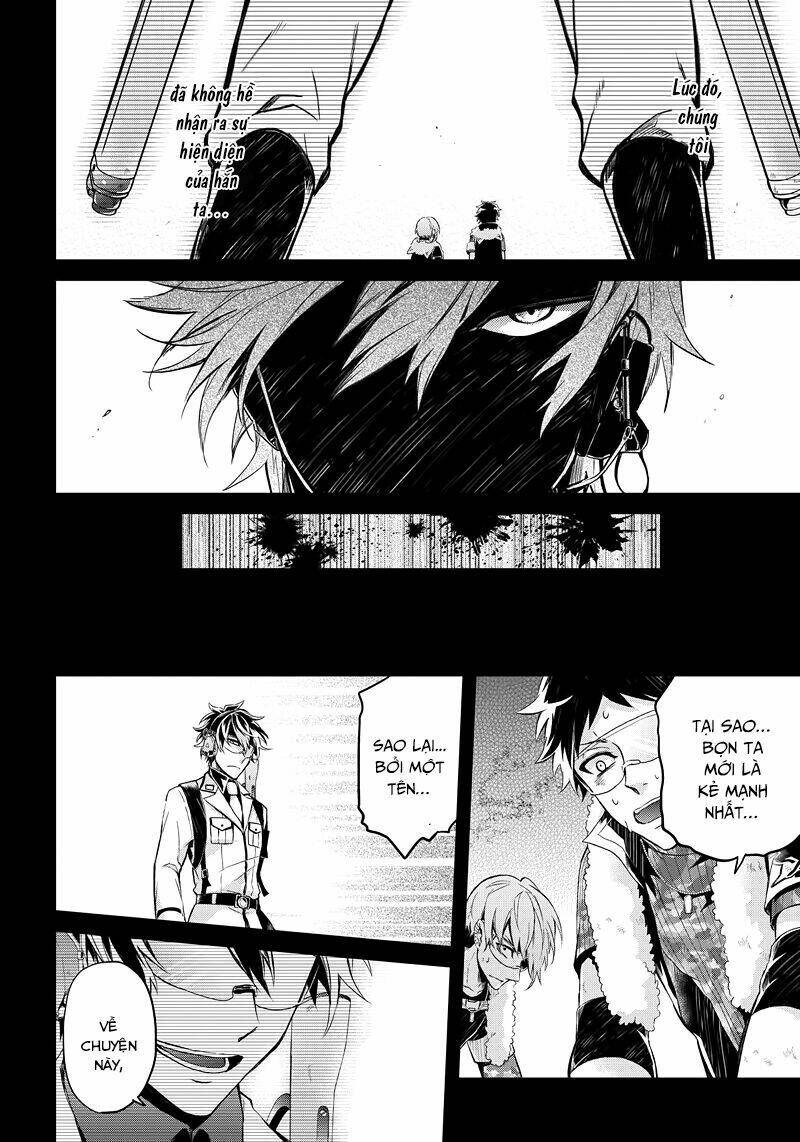 Lúc đó,
chúng
tôi
đã không hề
nhận ra sự
hiện diện
của hắn
ta...
TẠI SAO...
BỌN TA
MỚI LÀ
KẺ MẠNH
NHẤT...
SAO LẠI...
BỞI MỘT
TÊN...
VỀ
CHUYỆN
NÀY,